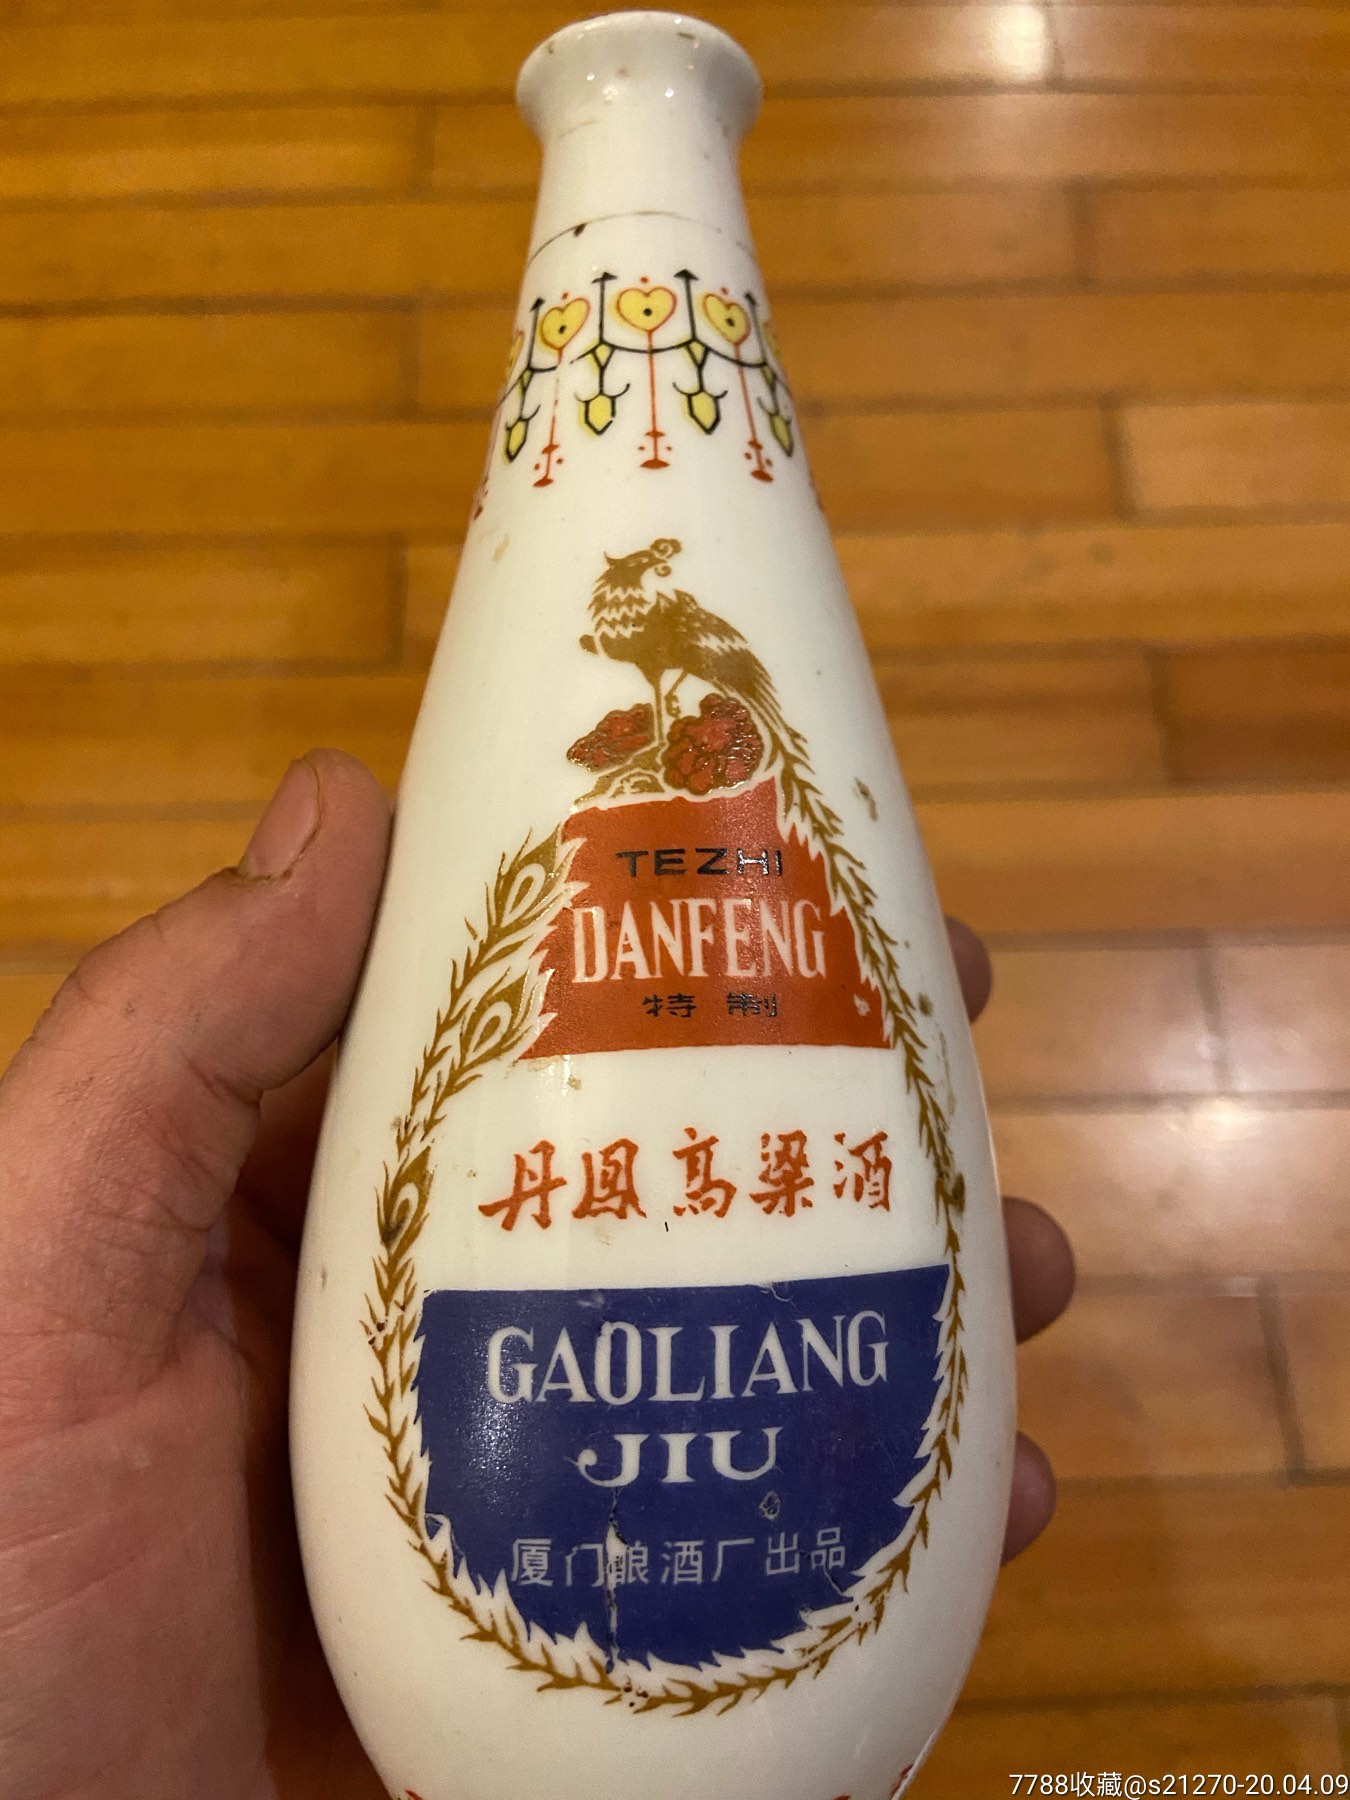 TEZHI
DANFENG
特制
丹凤高粱酒
GAOLIANG
JIU
厦门酿酒厂出品
7788收藏@s21270-20.04.09